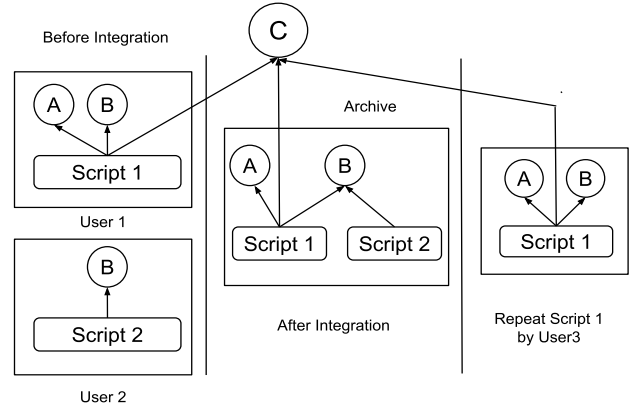 C
Before Integration
A
B
Script 1
User 1
B
Script 2
User 2
Archive
A
B
Script 1
Script 2
After Integration
A
B
Script 1
Repeat Script 1
by User3